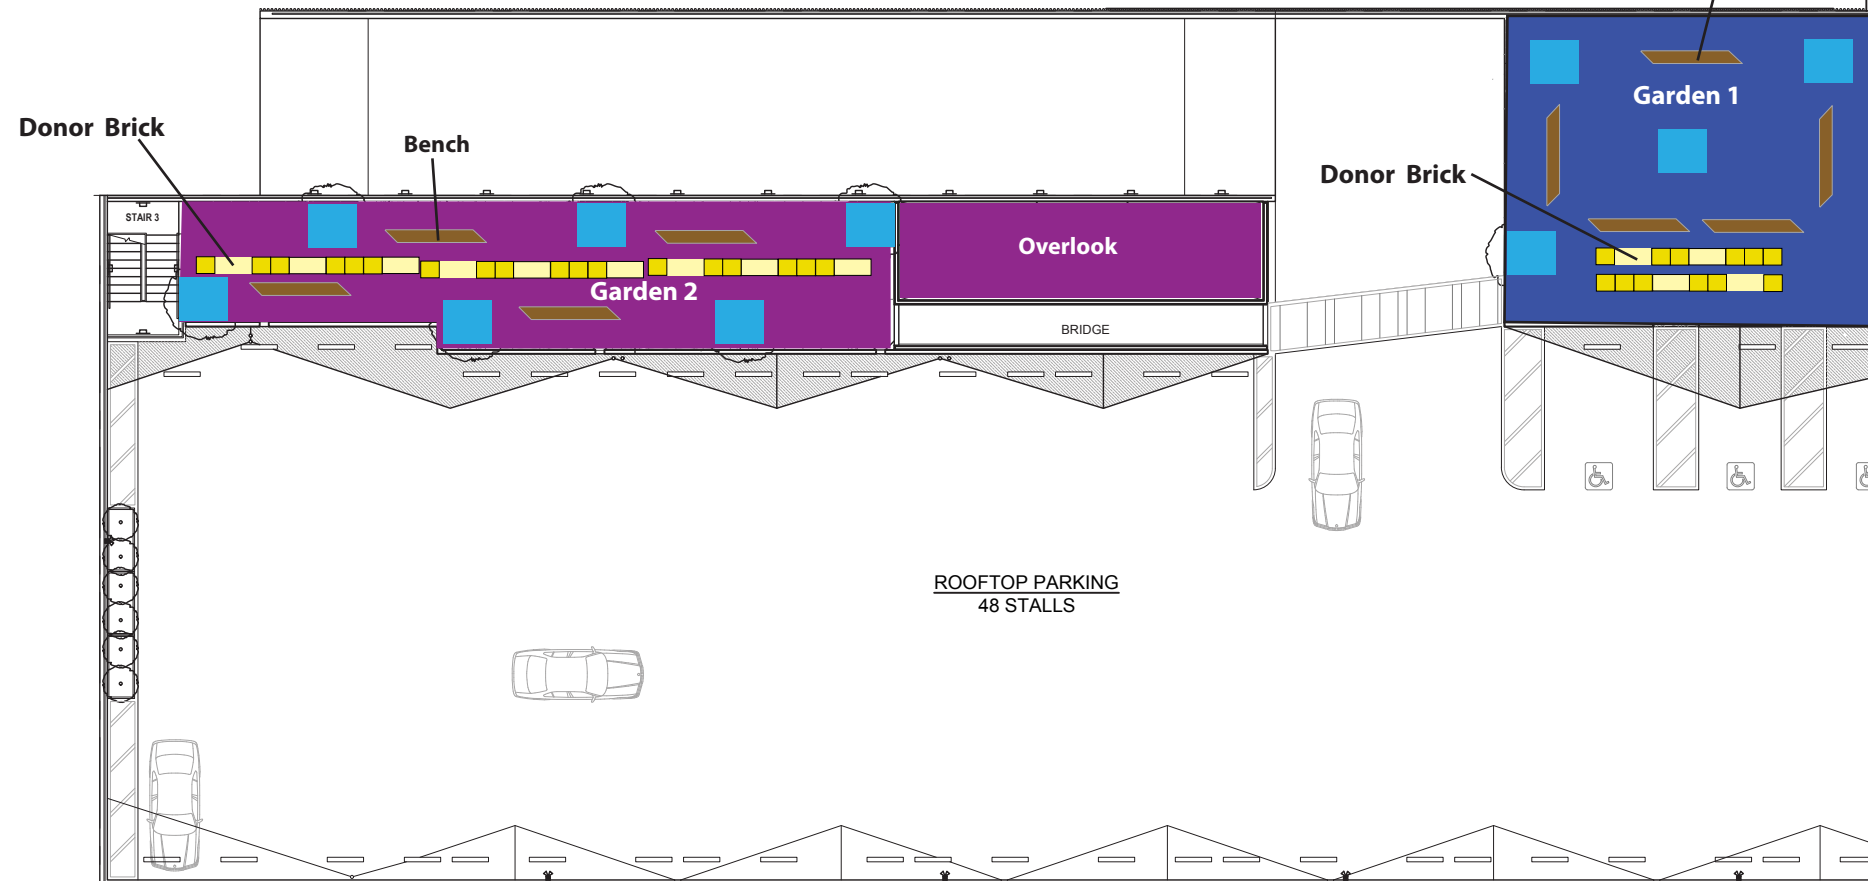 Garden 1
Donor Brick
Bench
Donor Brick
STAIR 3
Overlook
Garden 2
BRIDGE
ROOFTOP PARKING
48 STALLS